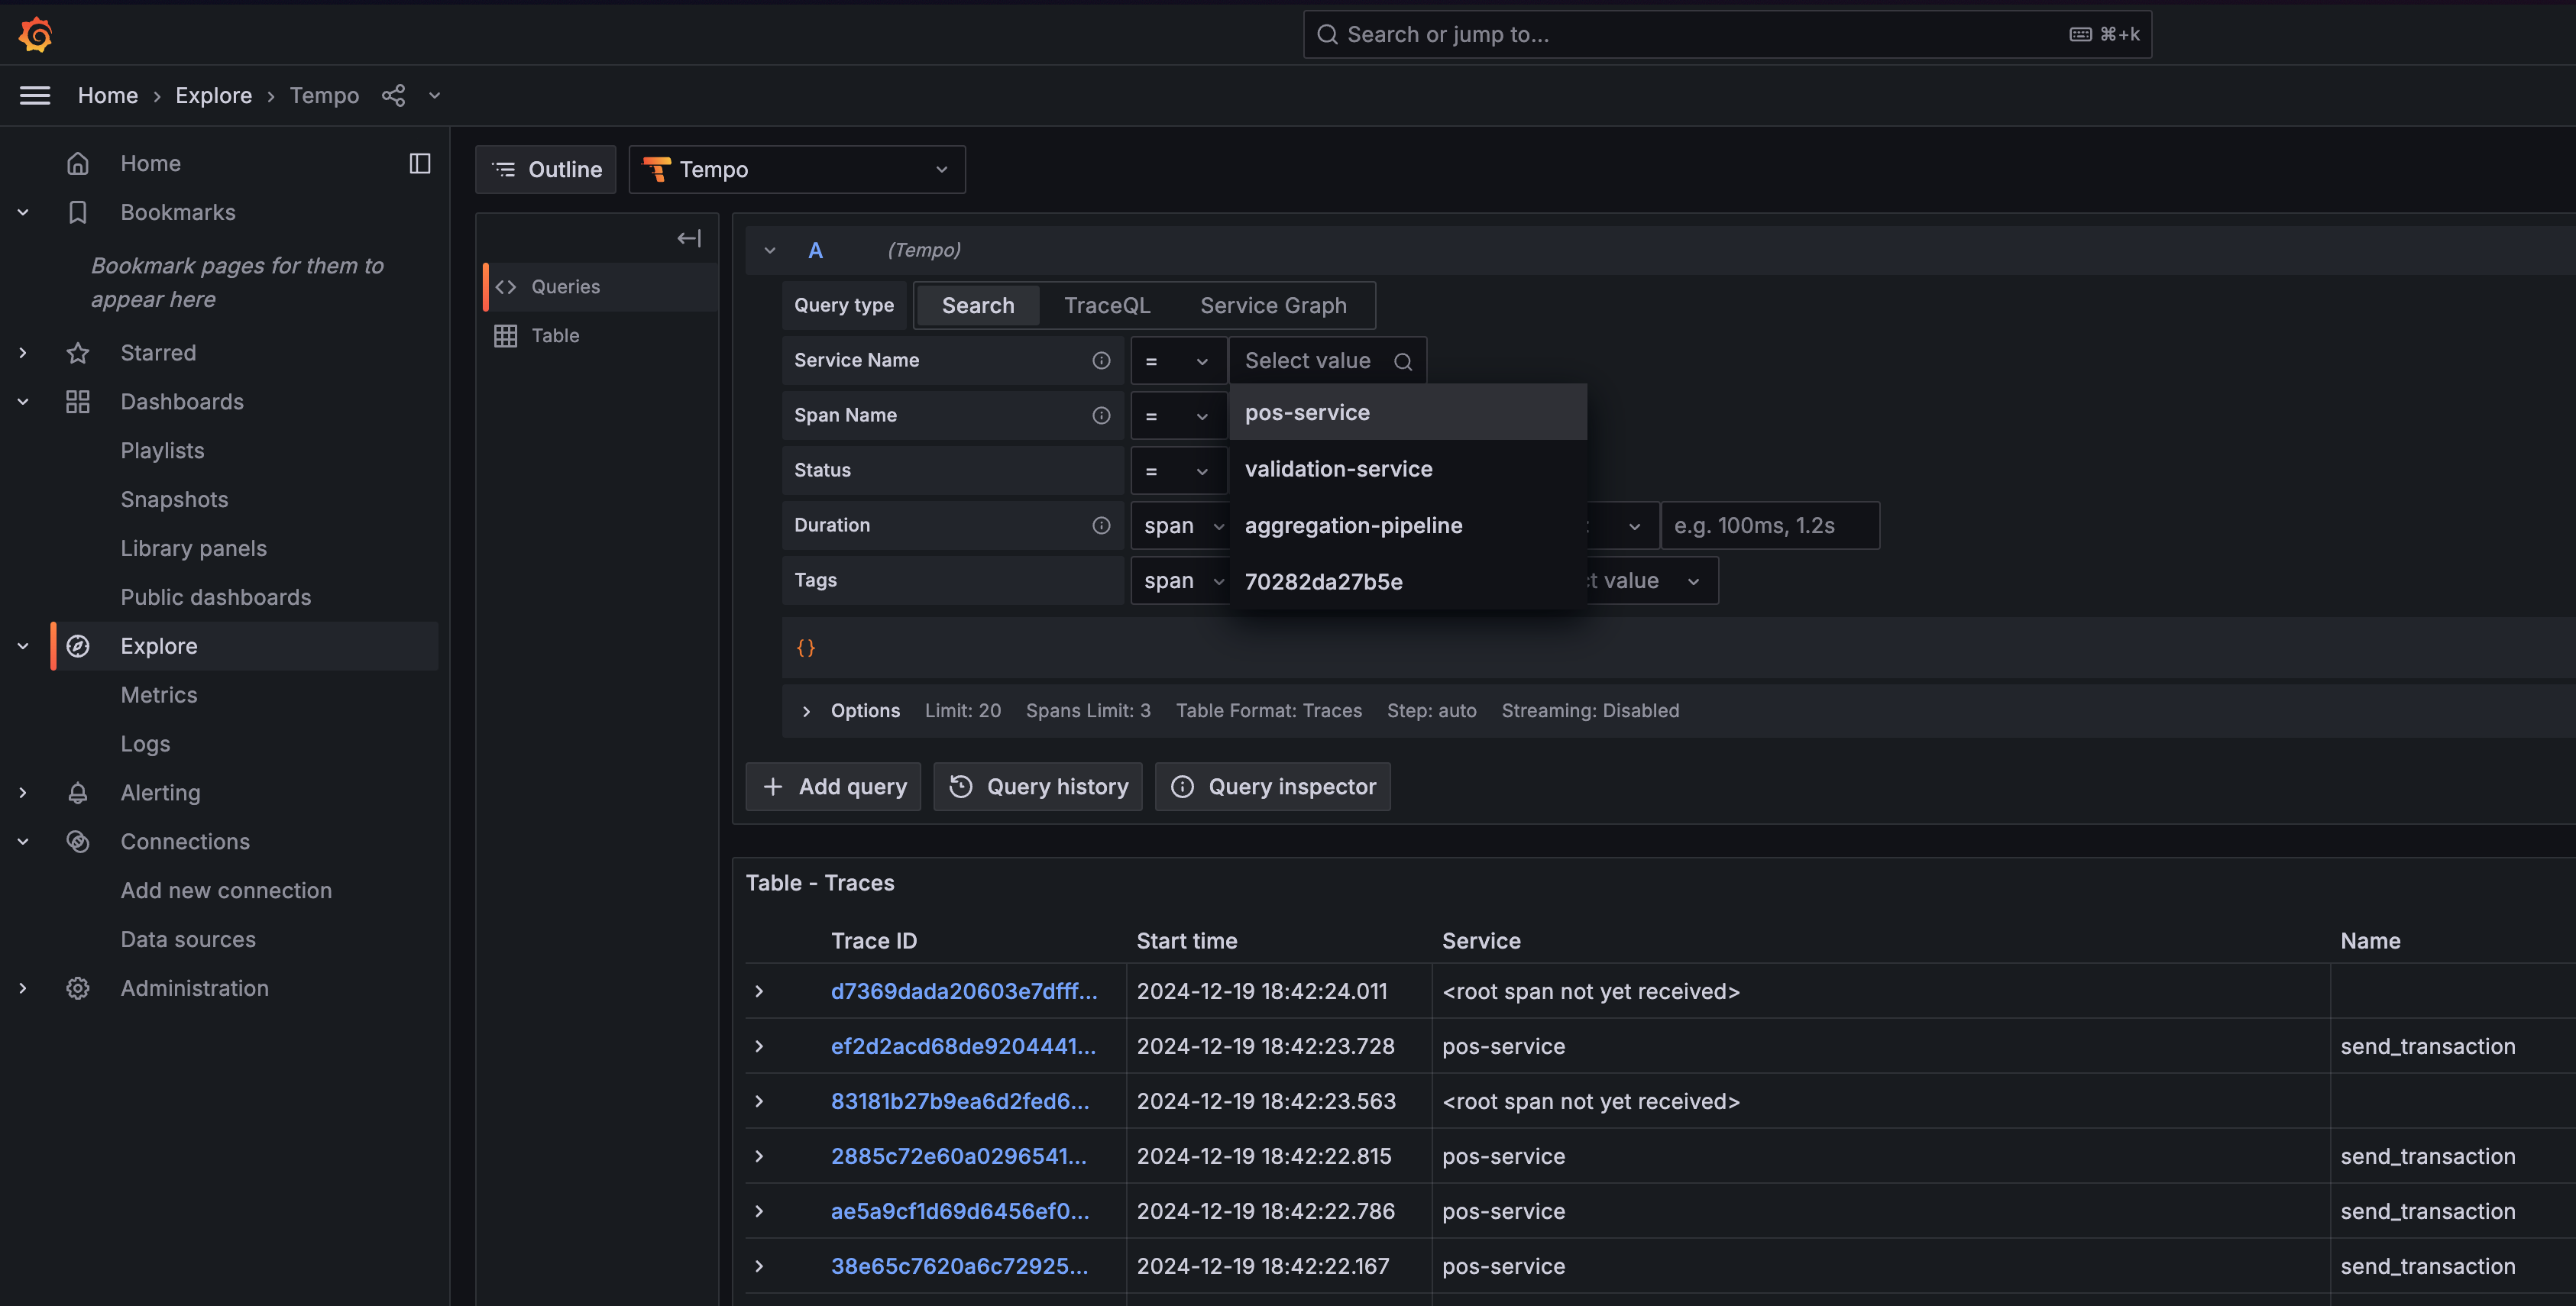 Search or jump to...
⌘+k
Home › Explore › Tempo
Home
Bookmarks
Bookmark pages for them to
appear here
Starred
Dashboards
Playlists
Snapshots
Library panels
Public dashboards
Explore
Metrics
Logs
Alerting
Connections
Add new connection
Data sources
Administration
Outline
Tempo
Queries
Table
A (Tempo)
Query type Search TraceQL Service Graph
Service Name = Select value
Span Name =
Status =
Duration span e.g. 100ms, 1.2s
Tags span value
pos-service
validation-service
aggregation-pipeline
70282da27b5e
{}
Options Limit: 20 Spans Limit: 3 Table Format: Traces Step: auto Streaming: Disabled
Add query Query history Query inspector
Table - Traces
Trace ID Start time Service Name
d7369dada20603e7dfff... 2024-12-19 18:42:24.011 <root span not yet received>
ef2d2acd68de9204441... 2024-12-19 18:42:23.728 pos-service send_transaction
83181b27b9ea6d2fed6... 2024-12-19 18:42:23.563 <root span not yet received>
2885c72e60a0296541... 2024-12-19 18:42:22.815 pos-service send_transaction
ae5a9cf1d69d6456ef0... 2024-12-19 18:42:22.786 pos-service send_transaction
38e65c7620a6c72925... 2024-12-19 18:42:22.167 pos-service send_transaction